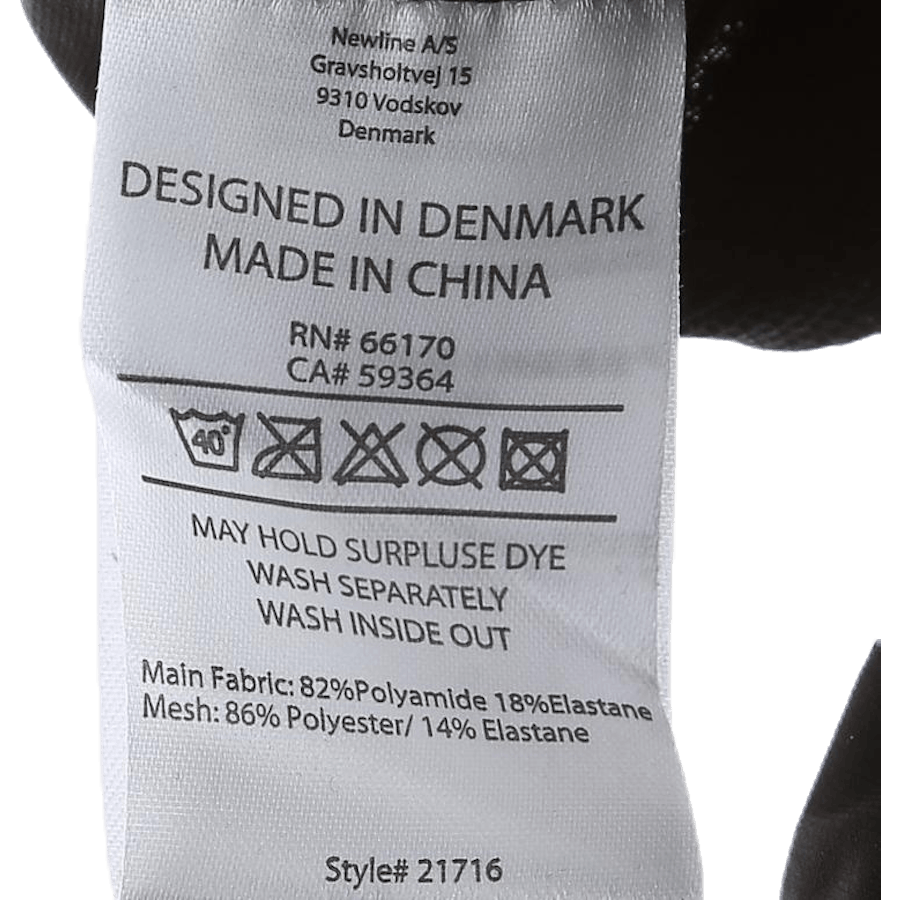 Newline A/S
Gravsholtvej 15
9310 Vodskov
Denmark
DESIGNED IN DENMARK
MADE IN CHINA
RN# 66170
CA# 59364
40°
MAY HOLD SURPLUSE DYE
WASH SEPARATELY
WASH INSIDE OUT
Main Fabric: 82%Polyamide 18%Elastane
Mesh: 86% Polyester/ 14% Elastane
Style# 21716